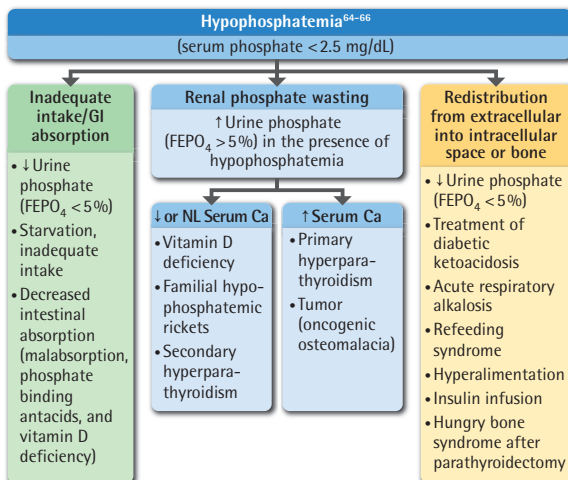 Hypophosphatemia64–66
(serum phosphate <2.5 mg/dL)
Inadequate
intake/GI
absorption
• ↓Urine
phosphate
(FEPO4 <5%)
• Starvation,
inadequate
intake
• Decreased
intestinal
absorption
(malabsorption,
phosphate
binding
antacids, and
vitamin D
deficiency)
Renal phosphate wasting
↑Urine phosphate
(FEPO4 >5%) in the presence of
hypophosphatemia
↓or NL Serum Ca
• Vitamin D
deficiency
• Familial hypo-
phosphatemic
rickets
• Secondary
hyperpara-
thyroidism
↑Serum Ca
• Primary
hyperpara-
thyroidism
• Tumor
(oncogenic
osteomalacia)
Redistribution
from extracellular
into intracellular
space or bone
• ↓Urine phosphate
(FEPO4 <5%)
• Treatment of
diabetic
ketoacidosis
• Acute respiratory
alkalosis
• Refeeding
syndrome
• Hyperalimentation
• Insulin infusion
• Hungry bone
syndrome after
parathyroidectomy